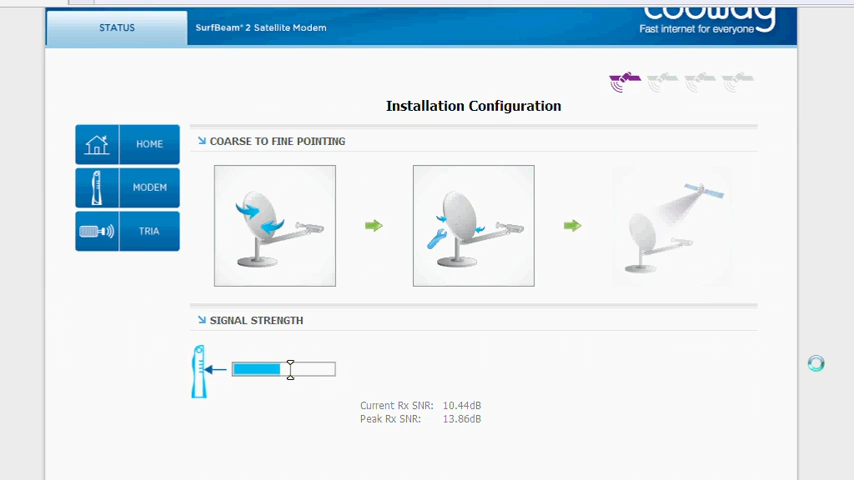 STATUS
SurfBeam® 2 Satellite Modem
cooway
Fast internet for everyone
Installation Configuration
HOME
MODEM
TRIA
COARSE TO FINE POINTING
SIGNAL STRENGTH
Current Rx SNR: 10.44dB
Peak Rx SNR: 13.86dB